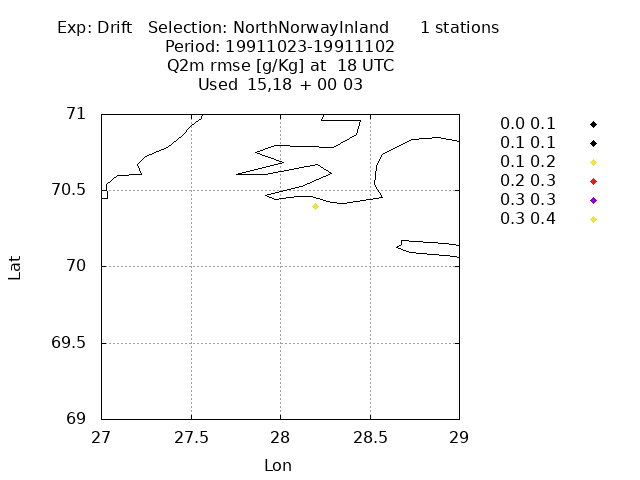 Exp: Drift Selection: NorthNorwayInland 1 stations
Period: 19911023-19911102
Q2m rmse [g/Kg] at 18 UTC
Used 15,18 + 00 03
71
70.5
70
69.5
69
27
27.5
28
28.5
29
Lat
Lon
0.0 0.1
0.1 0.1
0.1 0.2
0.2 0.3
0.3 0.3
0.3 0.4